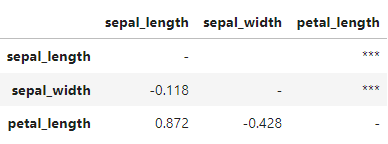 sepal_length sepal_width petal_length
sepal_length - ***
sepal_width -0.118 - ***
petal_length 0.872 -0.428 -